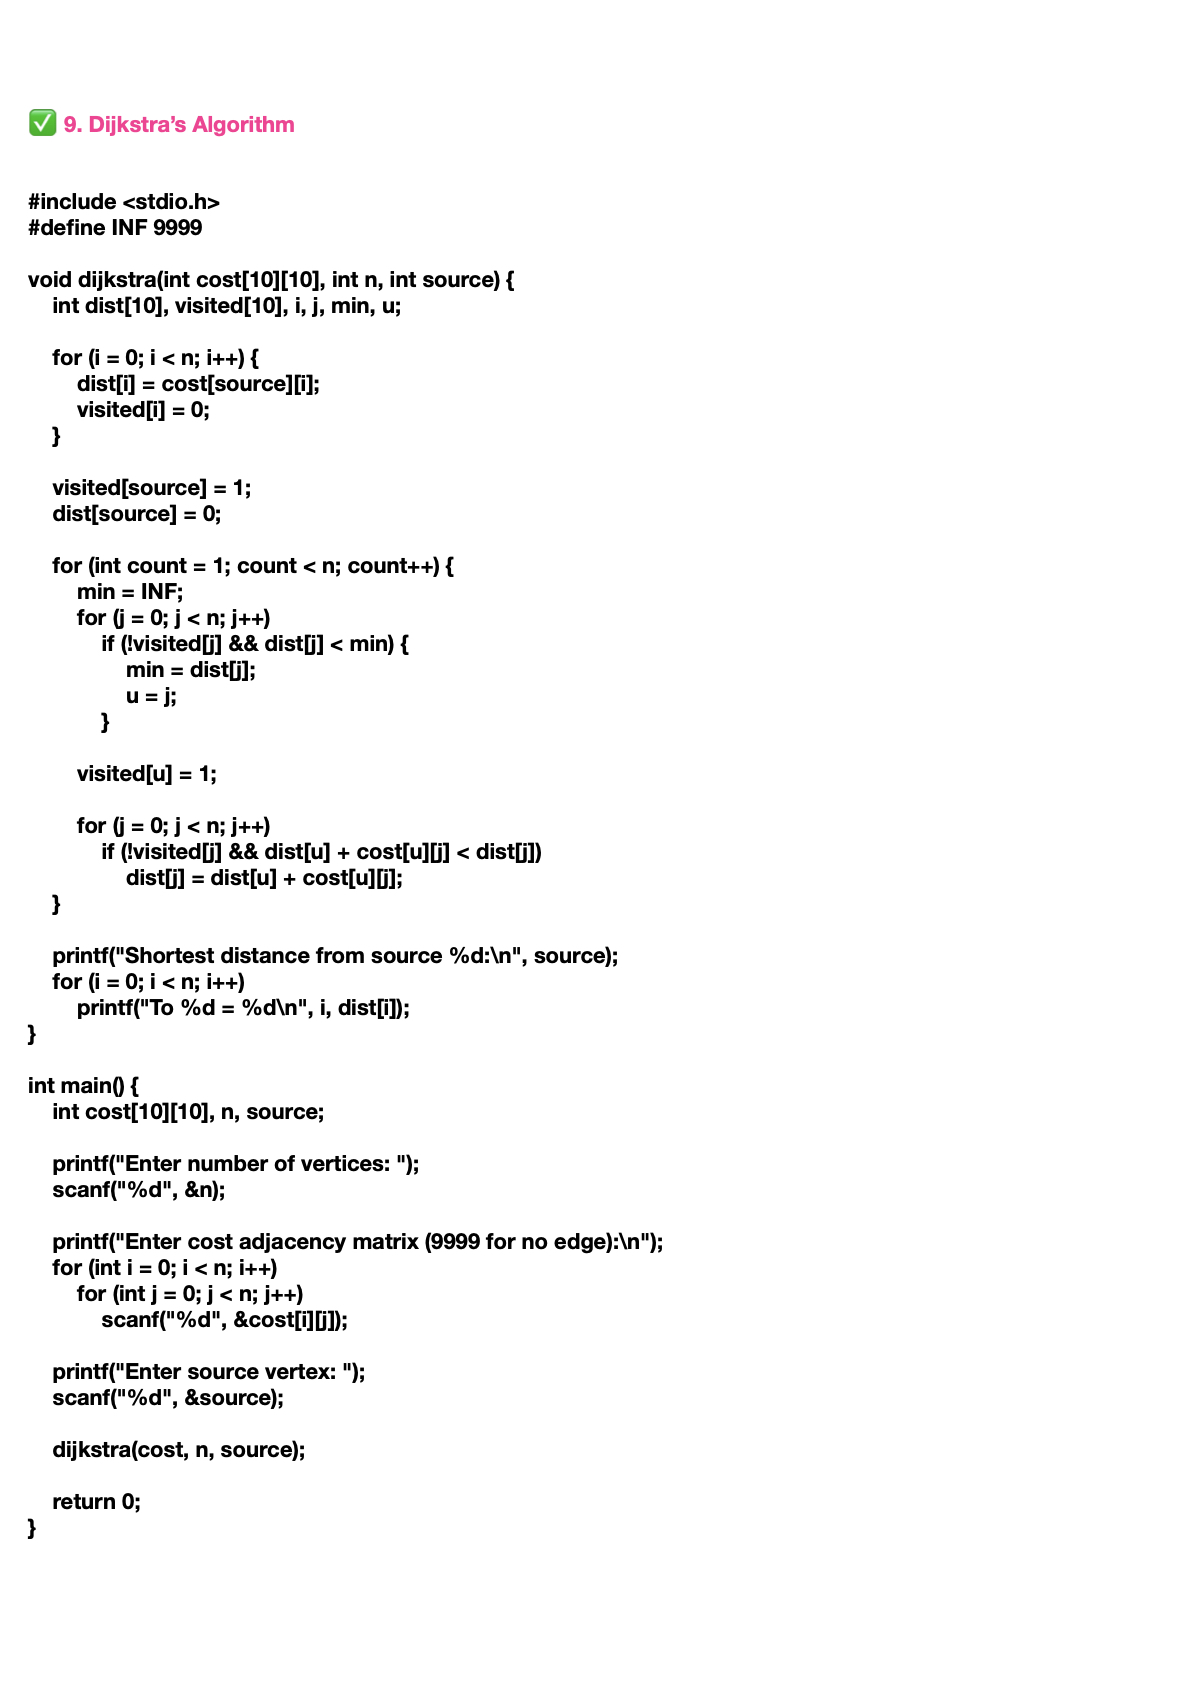 ✅ 9. Dijkstra’s Algorithm
#include <stdio.h>
#define INF 9999
void dijkstra(int cost[10][10], int n, int source) {
    int dist[10], visited[10], i, j, min, u;
    for (i = 0; i < n; i++) {
        dist[i] = cost[source][i];
        visited[i] = 0;
    }
    visited[source] = 1;
    dist[source] = 0;
    for (int count = 1; count < n; count++) {
        min = INF;
        for (j = 0; j < n; j++)
            if (!visited[j] && dist[j] < min) {
                min = dist[j];
                u = j;
            }
        visited[u] = 1;
        for (j = 0; j < n; j++)
            if (!visited[j] && dist[u] + cost[u][j] < dist[j])
                dist[j] = dist[u] + cost[u][j];
    }
    printf("Shortest distance from source %d:\n", source);
    for (i = 0; i < n; i++)
        printf("To %d = %d\n", i, dist[i]);
}
int main() {
    int cost[10][10], n, source;
    printf("Enter number of vertices: ");
    scanf("%d", &n);
    printf("Enter cost adjacency matrix (9999 for no edge):\n");
    for (int i = 0; i < n; i++)
        for (int j = 0; j < n; j++)
            scanf("%d", &cost[i][j]);
    printf("Enter source vertex: ");
    scanf("%d", &source);
    dijkstra(cost, n, source);
    return 0;
}